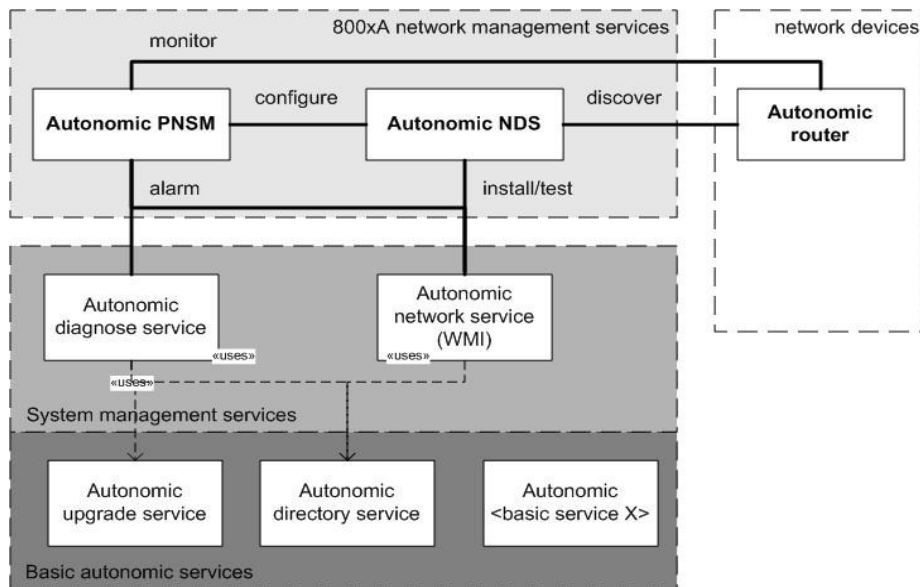 monitor
800xA network management services
network devices
configure
discover
Autonomic PNSM
Autonomic NDS
Autonomic
router
alarm
install/test
Autonomic
diagnose service
«uses»
Autonomic
network service
(WMI)
«uses»
«uses»
System management services
Autonomic
upgrade service
Autonomic
directory service
Autonomic
<basic service X>
Basic autonomic services